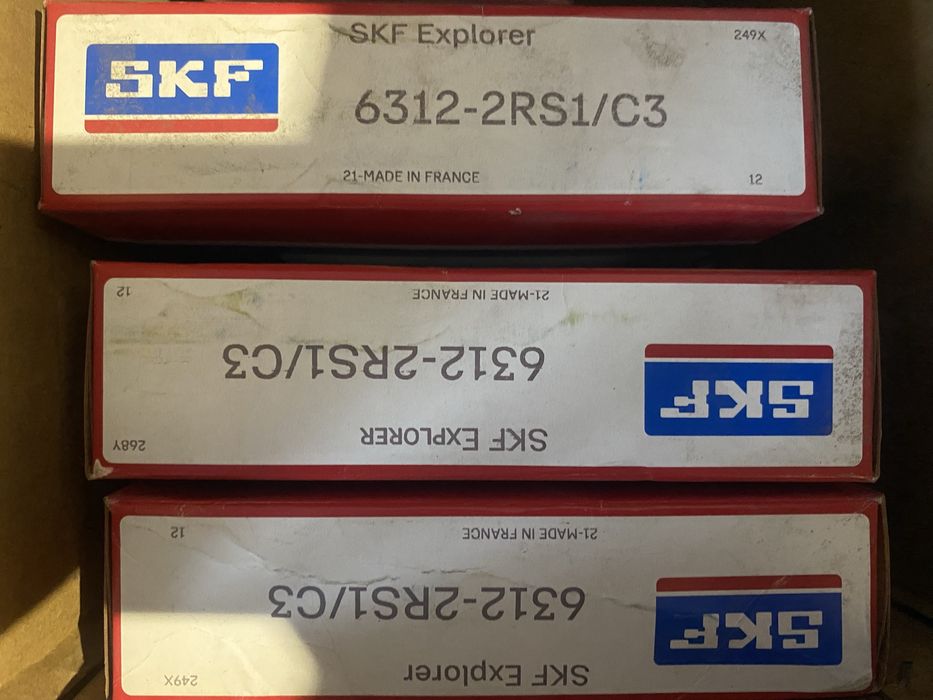 SKF
SKF Explorer
249X
6312-2RS1/C3
21-MADE IN FRANCE
12
SKF
SKF EXPLORER
268Y
6312-2RS1/C3
21-MADE IN FRANCE
12
SKF
SKF Explorer
249X
6312-2RS1/C3
21-MADE IN FRANCE
12